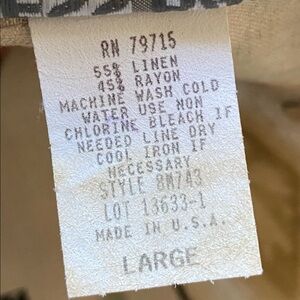 RN 79715
55% LINEN
45% RAYON
MACHINE WASH COLD
WATER USE NON
CHLORINE BLEACH IF
NEEDED LINE DRY
COOL IRON IF
NECESSARY
STYLE 8M743
LOT 13633-1
MADE IN U.S.A.
LARGE